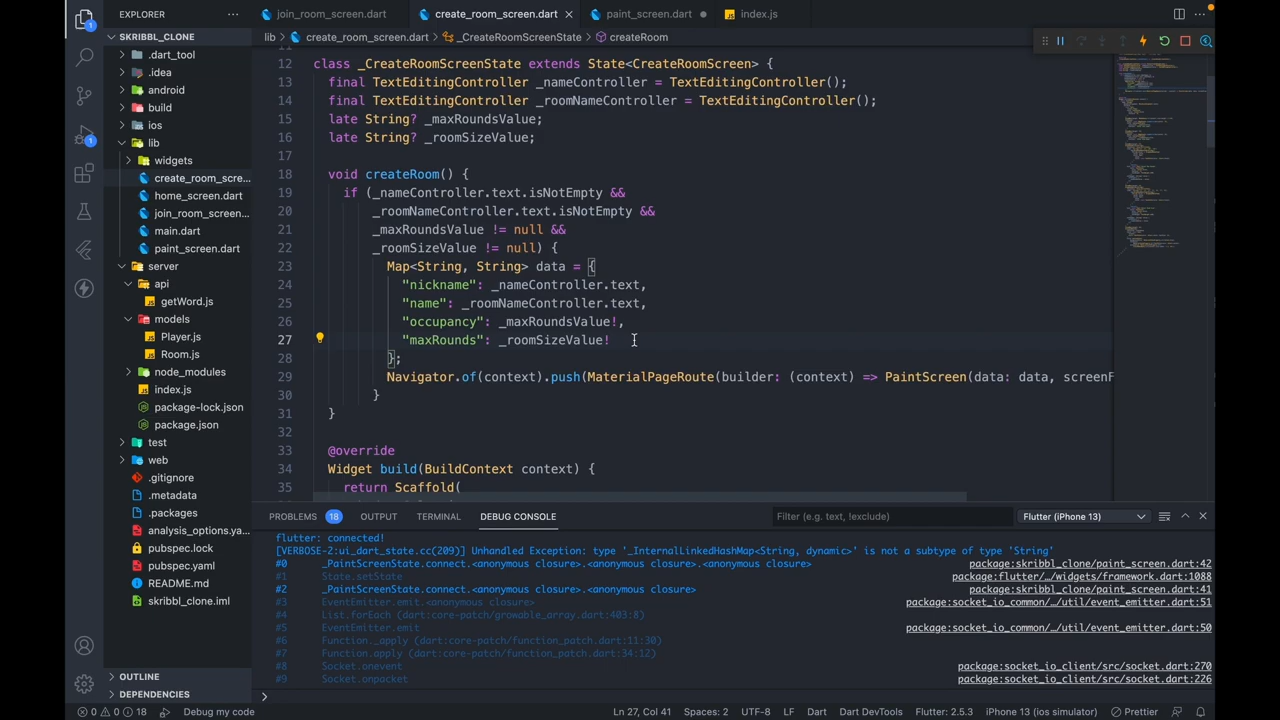 EXPLORER
join_room_screen.dart
create_room_screen.dart
paint_screen.dart
index.js
SKRIBBL_CLONE
lib
create_room_screen.dart
_CreateRoomScreenState
createRoom
.dart_tool
.idea
android
build
ios
lib
widgets
create_room_scre...
home_screen.dart
join_room_screen...
main.dart
paint_screen.dart
server
api
getWord.js
models
Player.js
Room.js
node_modules
index.js
package-lock.json
package.json
test
web
.gitignore
.metadata
.packages
analysis_options.ya...
pubspec.lock
pubspec.yaml
README.md
skribbl_clone.iml
OUTLINE
DEPENDENCIES
12 class _CreateRoomScreenState extends State<CreateRoomScreen> {
13 final TextEditingController _nameController = TextEditingController();
14 final TextEditingController _roomNameController = TextEditingController();
15 late String? _maxRoundsValue;
16 late String? _roomSizeValue;
17
18 void createRoom() {
19 if (_nameController.text.isNotEmpty &&
20 _roomNameController.text.isNotEmpty &&
21 _maxRoundsValue != null &&
22 _roomSizeValue != null) {
23 Map<String, String> data = {
24 "nickname": _nameController.text,
25 "name": _roomNameController.text,
26 "occupancy": _maxRoundsValue!,
27 "maxRounds": _roomSizeValue!
28 };
29 Navigator.of(context).push(MaterialPageRoute(builder: (context) => PaintScreen(data: data, screenF
30 }
31 }
32
33 @override
34 Widget build(BuildContext context) {
35 return Scaffold(
PROBLEMS 18 OUTPUT TERMINAL DEBUG CONSOLE
Filter (e.g. text, !exclude)
Flutter (iPhone 13)
flutter: connected!
[VERBOSE-2:ui_dart_state.cc(209)] Unhandled Exception: type '_InternalLinkedHashMap<String, dynamic>' is not a subtype of type 'String'
#0 _PaintScreenState.connect.<anonymous closure>.<anonymous closure>.<anonymous closure> package:skribbl_clone/paint_screen.dart:42
#1 State.setState package:flutter/…/widgets/framework.dart:1088
#2 _PaintScreenState.connect.<anonymous closure>.<anonymous closure> package:skribbl_clone/paint_screen.dart:41
#3 EventEmitter.emit.<anonymous closure> package:socket_io_common/…/util/event_emitter.dart:51
#4 List.forEach (dart:core-patch/growable_array.dart:403:8)
#5 EventEmitter.emit package:socket_io_common/…/util/event_emitter.dart:50
#6 Function._apply (dart:core-patch/function_patch.dart:11:30)
#7 Function.apply (dart:core-patch/function_patch.dart:34:12)
#8 Socket.onevent package:socket_io_client/src/socket.dart:270
#9 Socket.onpacket package:socket_io_client/src/socket.dart:226
0 0 18 Debug my code
Ln 27, Col 41 Spaces: 2 UTF-8 LF Dart Dart DevTools Flutter: 2.5.3 iPhone 13 (ios simulator) Prettier